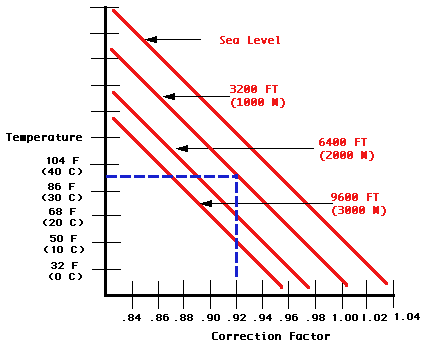 Sea Level
3200 FT
(1000 M)
6400 FT
(2000 M)
Temperature
104 F
(40 C)
86 F
(30 C)
9600 FT
(3000 M)
68 F
(20 C)
50 F
(10 C)
32 F
(0 C)
.84 .86 .88 .90 .92 .94 .96 .98 1.00 1.02 1.04
Correction Factor